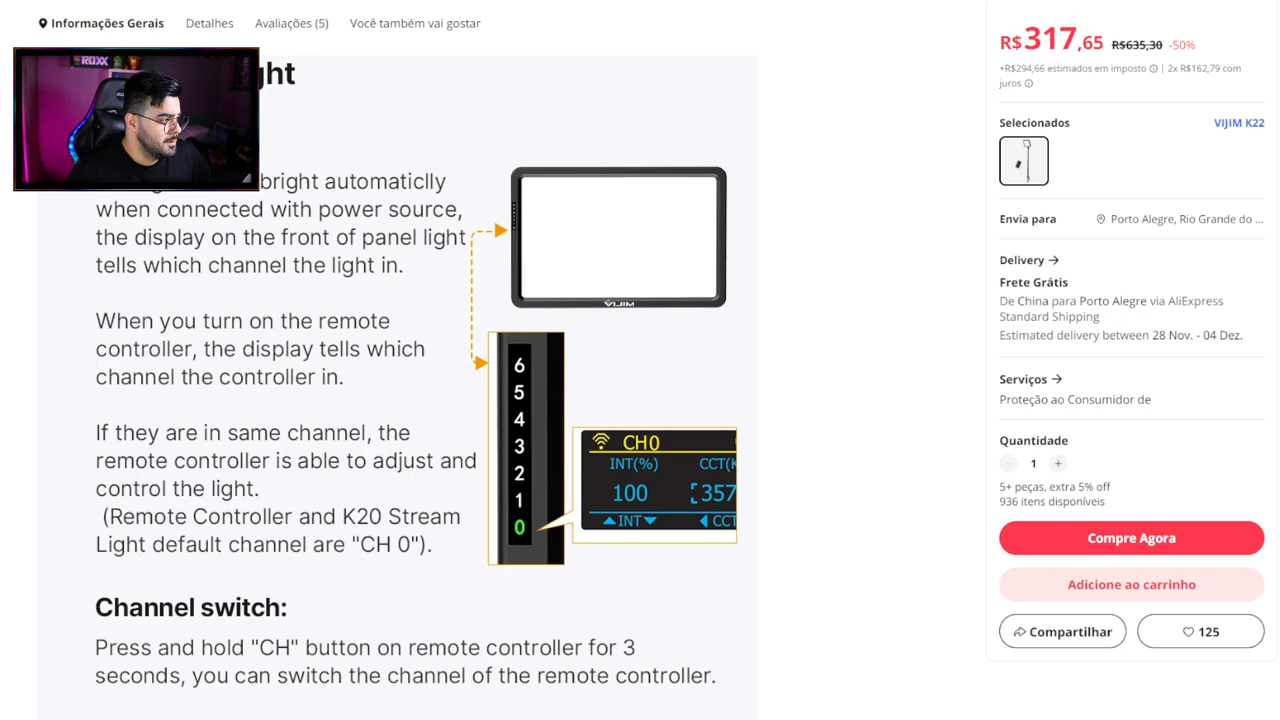 Informações Gerais Detalhes Avaliações (5) Você também vai gostar
ROXX
bright automaticlly
when connected with power source,
the display on the front of panel light
tells which channel the light in.
When you turn on the remote
controller, the display tells which
channel the controller in.
If they are in same channel, the
remote controller is able to adjust and
control the light.
(Remote Controller and K20 Stream
Light default channel are "CH 0").
VIJIM
6
5
4
3
2
1
0
CH0
INT(%) CCT(K
100 357
INT CCT
Channel switch:
Press and hold "CH" button on remote controller for 3
seconds, you can switch the channel of the remote controller.
R$317,65 R$635,30 -50%
+R$294,66 estimados em imposto | 2x R$162,79 com
juros
Selecionados VIJIM K22
Envia para Porto Alegre, Rio Grande do ...
Delivery
Frete Grátis
De China para Porto Alegre via AliExpress
Standard Shipping
Estimated delivery between 28 Nov. - 04 Dez.
Serviços
Proteção ao Consumidor de
Quantidade
1
5+ peças, extra 5% off
936 itens disponíveis
Compre Agora
Adicione ao carrinho
Compartilhar 125